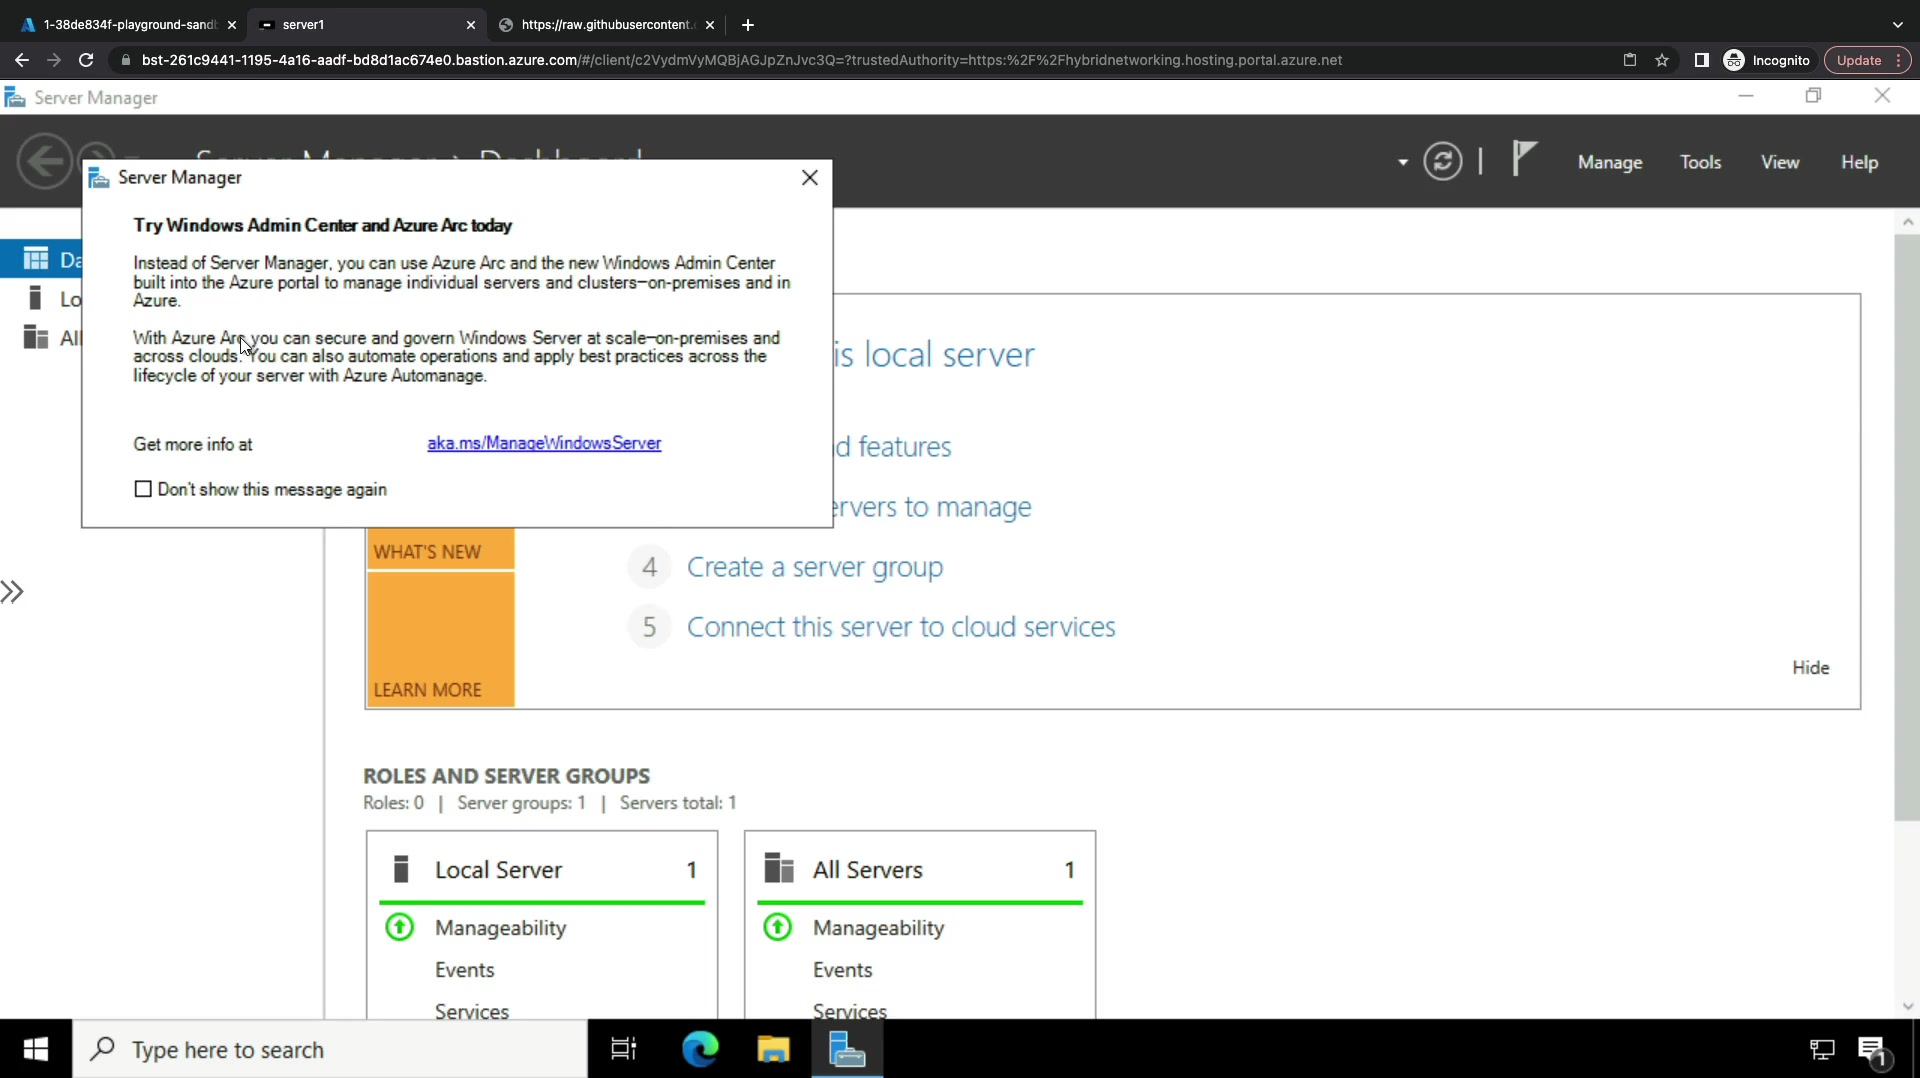 1-38de834f-playground-sand
server1
https://raw.githubusercontent.
bst-261c9441-1195-4a16-aadf-bd8d1ac674e0.bastion.azure.com/#/client/c2VydmVyMQBjAGJpZnJvc3Q=?trustedAuthority=https:%2F%2Fhybridnetworking.hosting.portal.azure.net
Incognito
Update
Server Manager
Manage
Tools
View
Help
Server Manager
Try Windows Admin Center and Azure Arc today
Instead of Server Manager, you can use Azure Arc and the new Windows Admin Center
built into the Azure portal to manage individual servers and clusters—on-premises and in
Azure.
With Azure Arc you can secure and govern Windows Server at scale—on-premises and
across clouds. You can also automate operations and apply best practices across the
lifecycle of your server with Azure Automanage.
Get more info at
aka.ms/ManageWindowsServer
Don't show this message again
Da
Lo
All
is local server
d features
ervers to manage
4 Create a server group
5 Connect this server to cloud services
WHAT'S NEW
LEARN MORE
Hide
ROLES AND SERVER GROUPS
Roles: 0 | Server groups: 1 | Servers total: 1
Local Server 1
Manageability
Events
Services
All Servers 1
Manageability
Events
Services
Type here to search
1